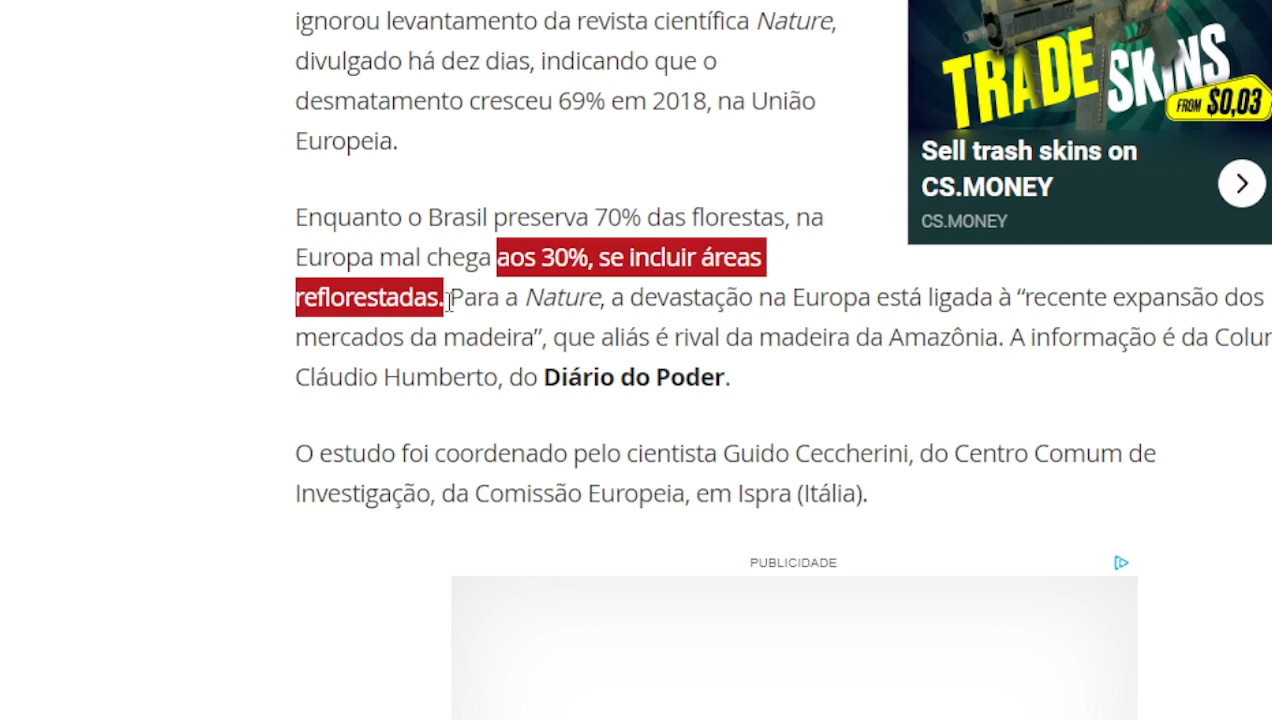 ignorou levantamento da revista científica Nature,
divulgado há dez dias, indicando que o
desmatamento cresceu 69% em 2018, na União
Europeia.
Enquanto o Brasil preserva 70% das florestas, na
Europa mal chega aos 30%, se incluir áreas
reflorestadas. Para a Nature, a devastação na Europa está ligada à “recente expansão dos
mercados da madeira”, que aliás é rival da madeira da Amazônia. A informação é da
Cláudio Humberto, do Diário do Poder.
O estudo foi coordenado pelo cientista Guido Ceccherini, do Centro Comum de
Investigação, da Comissão Europeia, em Ispra (Itália).
PUBLICIDADE
TRADE SKINS
FROM $0,03
Sell trash skins on
CS.MONEY
CS.MONEY